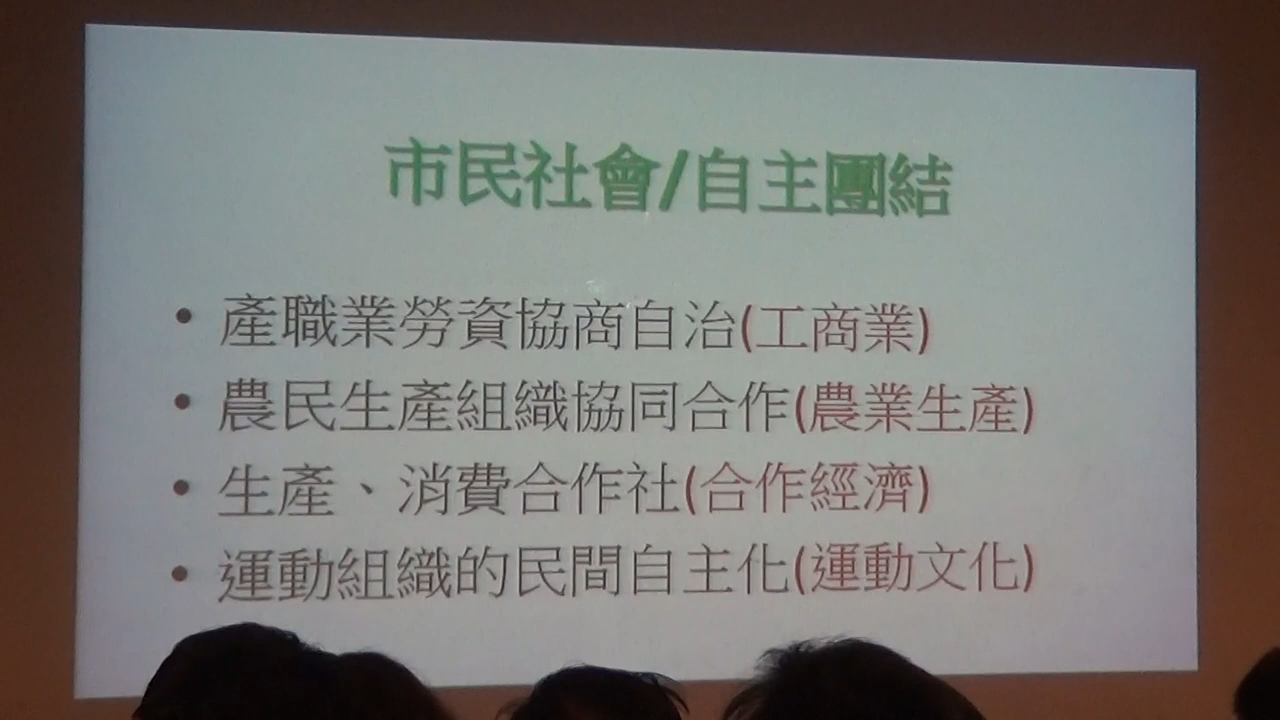 市民社會/自主團結
• 產職業勞資協商自治(工商業)
• 農民生產組織協同合作(農業生產)
• 生產、消費合作社(合作經濟)
• 運動組織的民間自主化(運動文化)